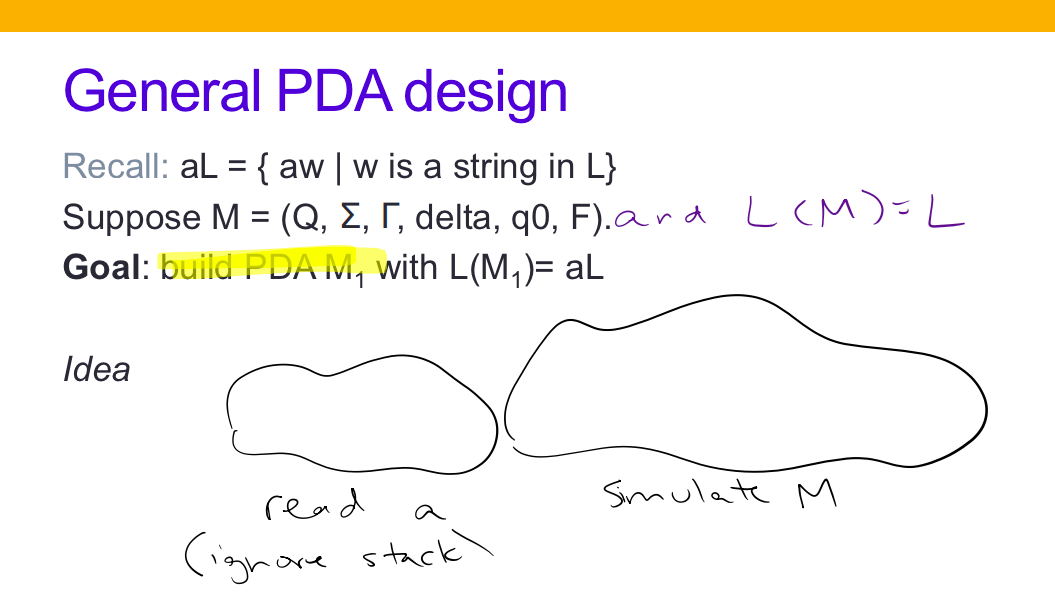 General PDA design
Recall: aL = { aw | w is a string in L}
Suppose M = (Q, Σ, Γ, delta, q0, F). and L(M)=L
Goal: build PDA M₁ with L(M₁)= aL
Idea
read a
(ignore stack)
simulate M